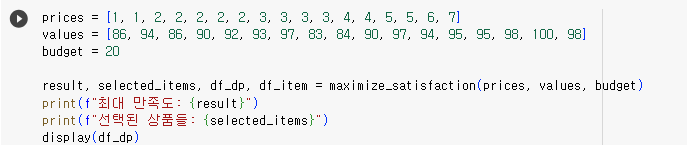 prices = [1, 1, 2, 2, 2, 2, 2, 2, 3, 3, 3, 3, 4, 4, 5, 5, 6, 7]
values = [86, 94, 86, 90, 92, 93, 97, 83, 84, 90, 97, 94, 95, 95, 98, 100, 98]
budget = 20
result, selected_items, df_dp, df_item = maximize_satisfaction(prices, values, budget)
print(f"최대 만족도: {result}")
print(f"선택된 상품들: {selected_items}")
display(df_dp)